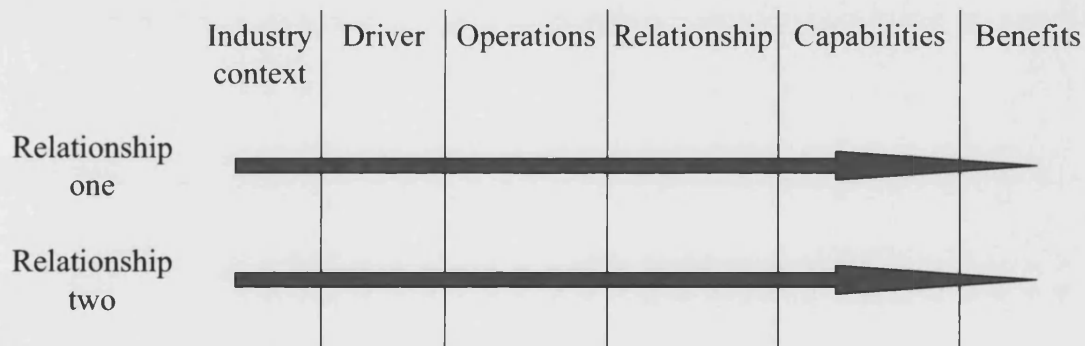 Industry context
Driver
Operations
Relationship
Capabilities
Benefits
Relationship
one
Relationship
two